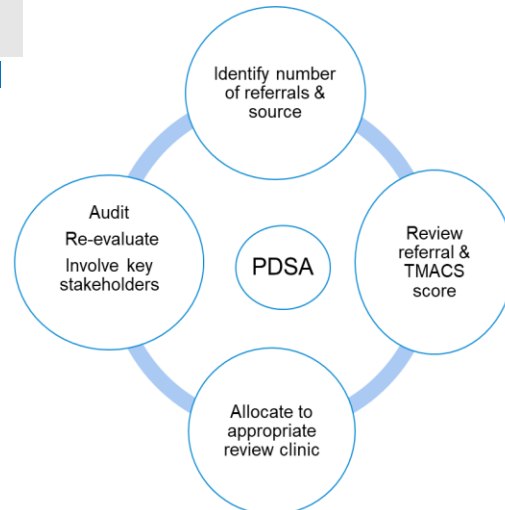 Identify number
of referrals &
source
Review
referral &
TMACS
score
Allocate to
appropriate
review clinic
Audit
Re-evaluate
Involve key
stakeholders
PDSA